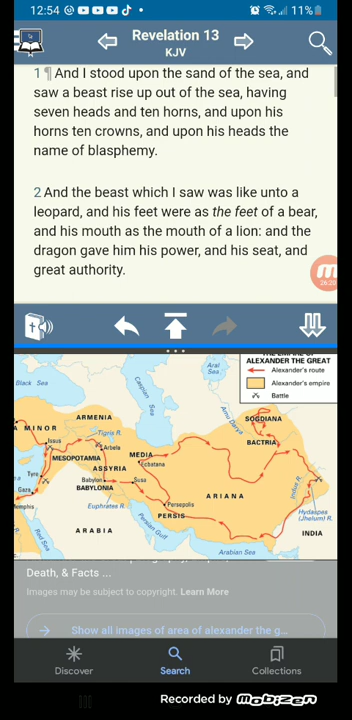 12:54
11%
Revelation 13
KJV
1 ¶ And I stood upon the sand of the sea, and
saw a beast rise up out of the sea, having
seven heads and ten horns, and upon his
horns ten crowns, and upon his heads the
name of blasphemy.
2 And the beast which I saw was like unto a
leopard, and his feet were as the feet of a bear,
and his mouth as the mouth of a lion: and the
dragon gave him his power, and his seat, and
great authority.
26:20
ALEXANDER THE GREAT
Alexander's route
Alexander's empire
Battle
Black Sea
Caspian Sea
Aral Sea
Amu Darya
SOGDIANA
BACTRIA
ARMENIA
A MINOR
Issus
Tigris R.
Arbela
MESOPOTAMIA
ASSYRIA
MEDIA
Ecbatana
Tyre
Babylon
Susa
BABYLONIA
Gaza
Euphrates R.
Persepolis
PERSIS
ARIANA
Indus R.
Hydaspes
(Jhelum) R.
INDIA
Red Sea
ARABIA
Persian Gulf
Arabian Sea
Death, & Facts ...
Images may be subject to copyright. Learn More
Show all images of area of alexander the g...
Discover
Search
Collections
Recorded by mobizen